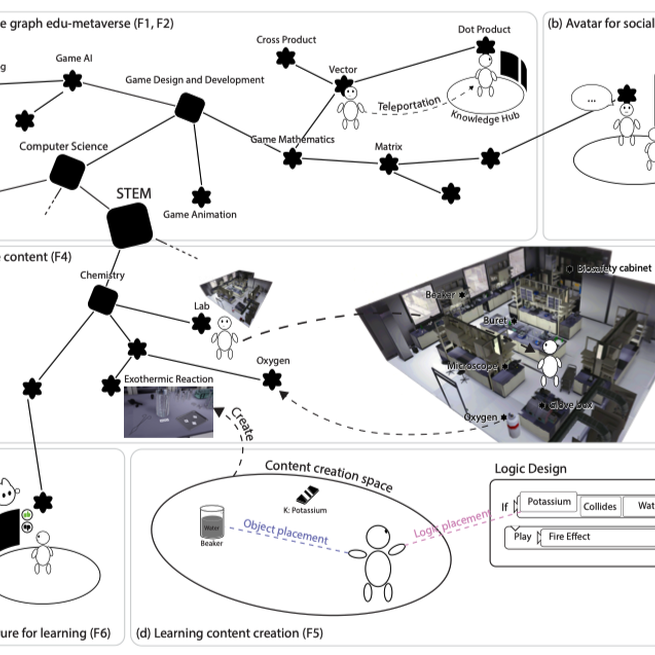 e graph edu-metaverse (F1, F2)
(b) Avatar for social
Dot Product
Cross Product
g
Game AI
Vector
Game Design and Development
Teleportation
...
Knowledge Hub
Game Mathematics
Matrix
Computer Science
STEM
Game Animation
e content (F4)
Chemistry
Biosafety cabinet
Beaker
Lab
Buret
Microscope
Oxygen
Exothermic Reaction
Glove box
Oxygen
Create
Content creation space
Logic Design
K: Potassium
If
Potassium
Collides
Wat
Water
Object placement
Logic placement
Beaker
Play
Fire Effect
ure for learning (F6)
(d) Learning content creation (F5)